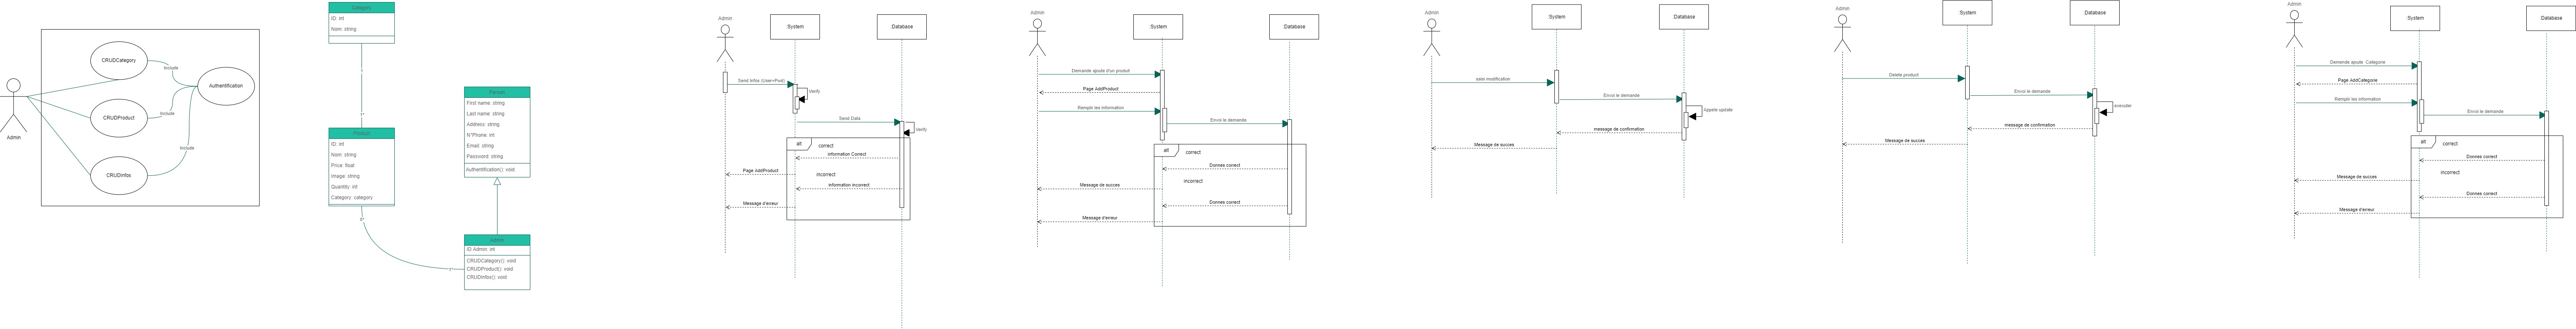 Admin
CRUDCategory
CRUDProduct
CRUDInfos
Authentification
Include
Include
Include
Category
ID: int
Nom: string
1
1*
Product
ID: int
Nom: string
Price: float
Image: string
Quantity: int
Category: category
0*
1*
Person
First name: string
Last name: string
Address: string
N°Phone: int
Email: string
Password: string
Authentification(): void
Admin
ID Admin: int
CRUDCategory(): void
CRUDProduct(): void
CRUDInfos(): void
Admin
:System
:Database
Send Infos (User+Pwd)
Verify
Send Data
Verify
alt
correct
information Correct
Page AddProduct
incorrect
information incorrect
Message d'erreur
Admin
:System
:Database
Demande ajoute d'un produit
Page AddProduct
Remplir les information
Envoi le demande
alt
correct
Donnes correct
incorrect
Message de succes
Donnes correct
Message d'erreur
Admin
:System
:Database
saisi modification
Envoi le demande
Appele update
message de confirmation
Message de succes
Admin
:System
:Database
Delete product
Envoi le demande
executer
message de confirmation
Message de succes
Admin
:System
:Database
Demande ajoute Categorie
Page AddCategorie
Remplir les information
Envoi le demande
alt
correct
Donnes correct
incorrect
Message de succes
Donnes correct
Message d'erreur